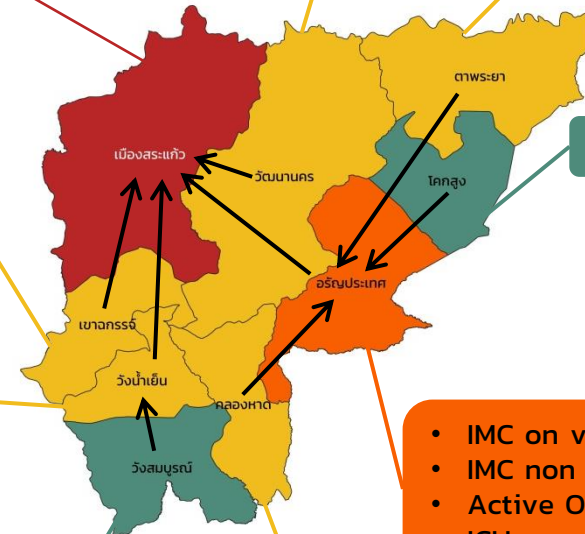 ตาพระยา
เมืองสระแก้ว
วัฒนานคร
โคกสูง
อรัญประเทศ
เขาฉกรรจ์
วังน้ำเย็น
คลองหาด
วังสมบูรณ์
• IMC on v
• IMC non
• Active O